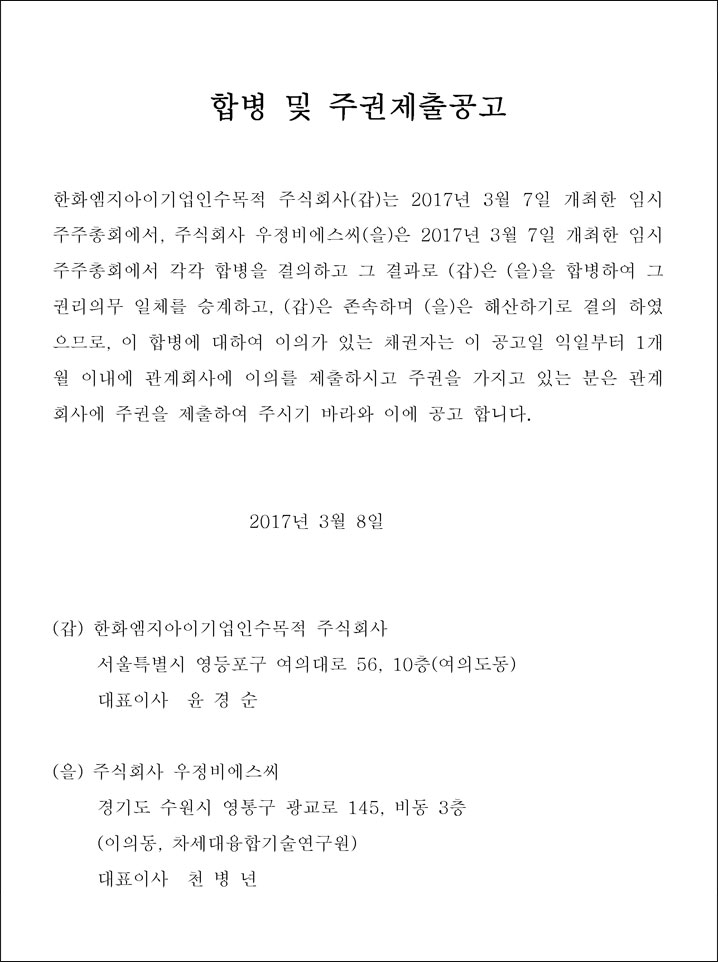 합병 및 주권제출공고
한화엠지아이기업인수목적 주식회사(갑)는 2017년 3월 7일 개최한 임시
주주총회에서, 주식회사 우정비에스씨(을)은 2017년 3월 7일 개최한 임시
주주총회에서 각각 합병을 결의하고 그 결과로 (갑)은 (을)을 합병하여 그
권리의무 일체를 승계하고, (갑)은 존속하며 (을)은 해산하기로 결의 하였
으므로, 이 합병에 대하여 이의가 있는 채권자는 이 공고일 익일부터 1개
월 이내에 관계회사에 이의를 제출하시고 주권을 가지고 있는 분은 관계
회사에 주권을 제출하여 주시기 바라와 이에 공고 합니다.
2017년 3월 8일
(갑) 한화엠지아이기업인수목적 주식회사
서울특별시 영등포구 여의대로 56, 10층(여의도동)
대표이사 윤 경 순
(을) 주식회사 우정비에스씨
경기도 수원시 영통구 광교로 145, 비동 3층
(이의동, 차세대융합기술연구원)
대표이사 천 병 년